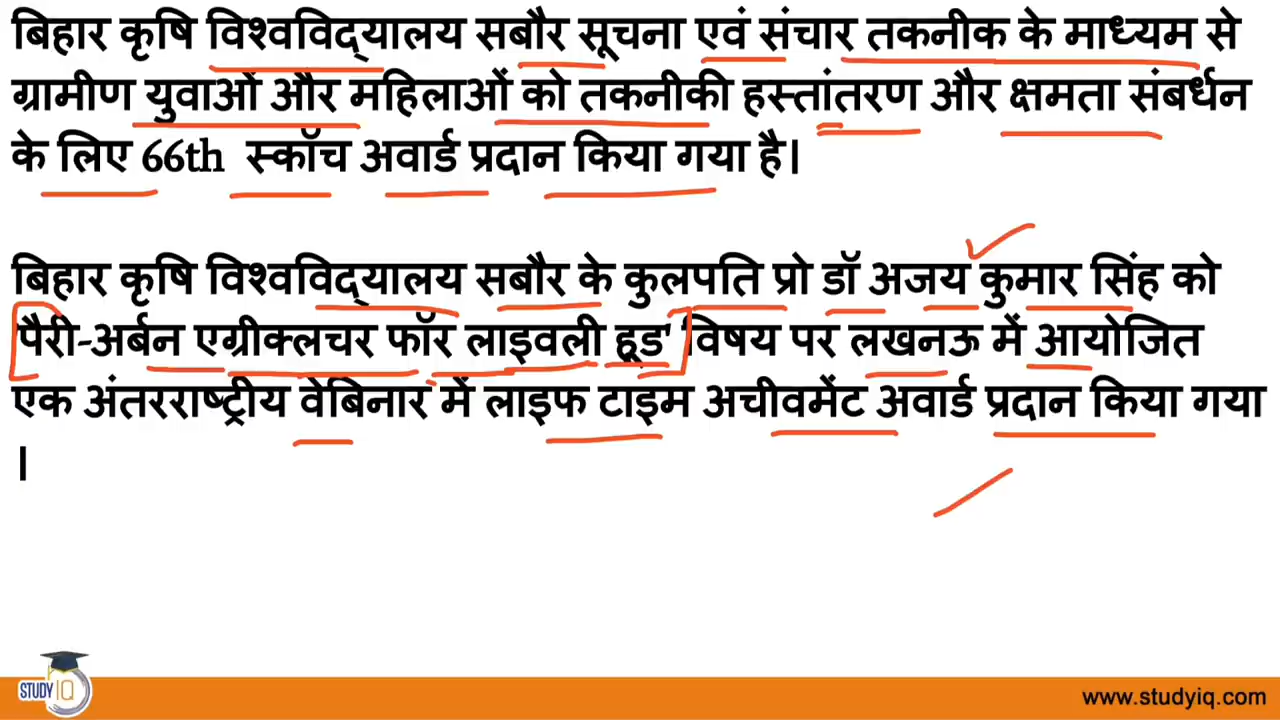 बिहार कृषि विश्वविद्यालय सबौर सूचना एवं संचार तकनीक के माध्यम से
ग्रामीण युवाओं और महिलाओं को तकनीकी हस्तांतरण और क्षमता संबर्धन
के लिए 66th स्कॉच अवार्ड प्रदान किया गया है।
बिहार कृषि विश्वविद्यालय सबौर के कुलपति प्रो डॉ अजय कुमार सिंह को
पैरी-अर्बन एग्रीक्लचर फॉर लाइवली हूड' विषय पर लखनऊ में आयोजित
एक अंतरराष्ट्रीय वेबिनार में लाइफ टाइम अचीवमेंट अवार्ड प्रदान किया गया
।
STUDY IQ
www.studyiq.com